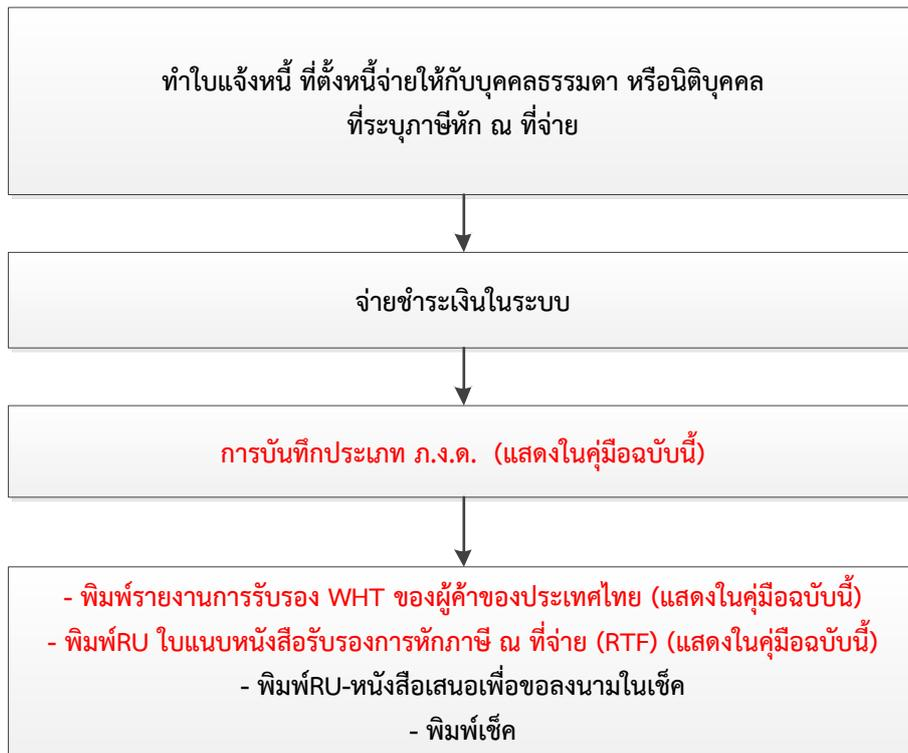 ทำใบแจ้งหนี้ ที่ตั้งหนี้จ่ายให้กับบุคคลธรรมดา หรือนิติบุคคล
ที่ระบุภาษีหัก ณ ที่จ่าย
จ่ายชำระเงินในระบบ
การบันทึกประเภท ภ.ง.ด. (แสดงในคู่มือฉบับนี้)
- พิมพ์รายงานการรับรอง WHT ของผู้ค้าของประเทศไทย (แสดงในคู่มือฉบับนี้)
- พิมพ์RU ใบแนบหนังสือรับรองการหักภาษี ณ ที่จ่าย (RTF) (แสดงในคู่มือฉบับนี้)
- พิมพ์RU-หนังสือเสนอเพื่อขอลงนามในเช็ค
- พิมพ์เช็ค